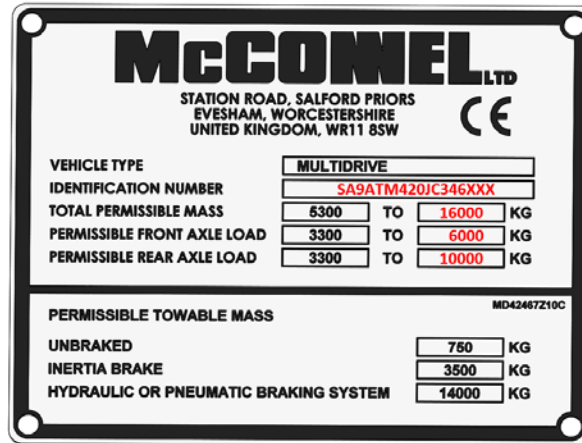 McCOMMEL LTD
STATION ROAD, SALFORD PRIORS
EVESHAM, WORCESTERSHIRE
UNITED KINGDOM, WR11 8SW
CE
VEHICLE TYPE MULTIDRIVE
IDENTIFICATION NUMBER SA9ATM420JC346XXX
TOTAL PERMISSIBLE MASS 5300 TO 16000 KG
PERMISSIBLE FRONT AXLE LOAD 3300 TO 6000 KG
PERMISSIBLE REAR AXLE LOAD 3300 TO 10000 KG
MD42467Z10C
PERMISSIBLE TOWABLE MASS
UNBRAKED 750 KG
INERTIA BRAKE 3500 KG
HYDRAULIC OR PNEUMATIC BRAKING SYSTEM 14000 KG